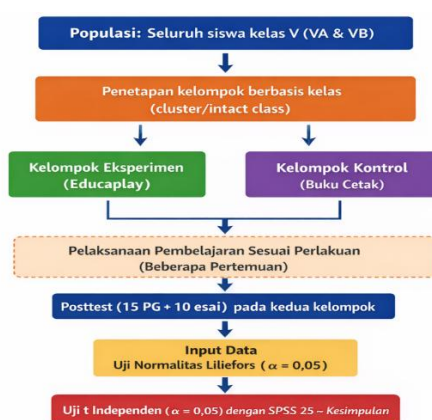 Populasi: Seluruh siswa kelas V (VA & VB)
Penetapan kelompok berbasis kelas
(cluster/intact class)
Kelompok Eksperimen
(Educaplay)
Kelompok Kontrol
(Buku Cetak)
Pelaksanaan Pembelajaran Sesuai Perlakuan
(Beberapa Pertemuan)
Posttest (15 PG + 10 esai) pada kedua kelompok
Input Data
Uji Normalitas Liliefors (α = 0,05)
Uji t Independen (α = 0,05) dengan SPSS 25 – Kesimpulan